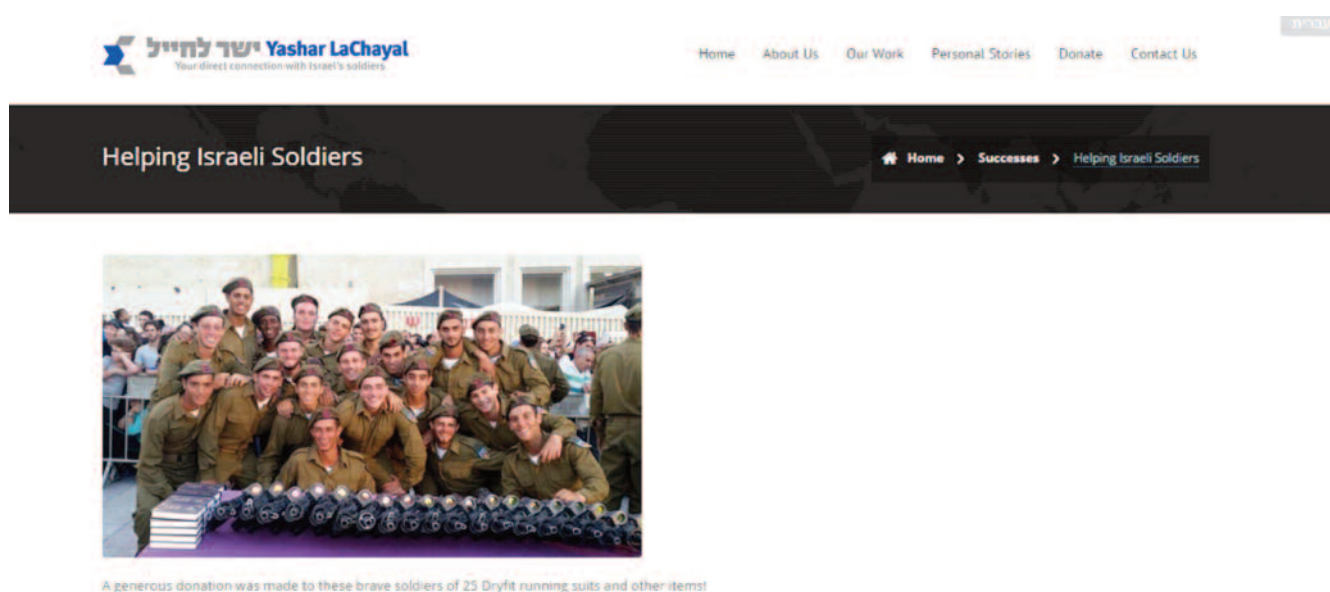 עברית
ישר לחייל Yashar LaChayal
Your direct connection with Israel's soldiers
Home About Us Our Work Personal Stories Donate Contact Us
Helping Israeli Soldiers
Home > Successes > Helping Israeli Soldiers
A generous donation was made to these brave soldiers of 25 Dryfit running suits and other items!